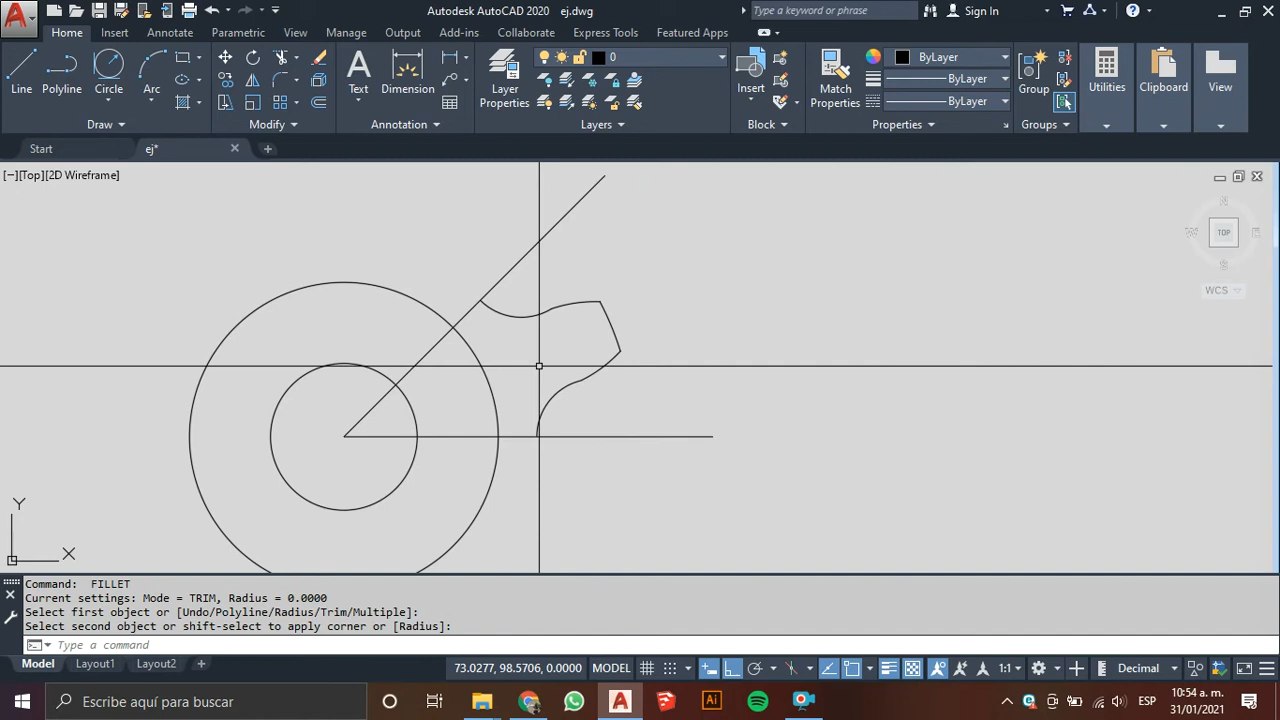 Autodesk AutoCAD 2020 ej.dwg
Type a keyword or phrase
Sign In
Home
Insert
Annotate
Parametric
View
Manage
Output
Add-ins
Collaborate
Express Tools
Featured Apps
Line
Polyline
Circle
Arc
Text
Dimension
Layer
Properties
0
Insert
Match
Properties
ByLayer
ByLayer
ByLayer
Group
Utilities
Clipboard
View
Draw
Modify
Annotation
Layers
Block
Properties
Groups
Start
ej*
[−][Top][2D Wireframe]
N
W
TOP
E
S
WCS
Y
X
Command: FILLET
Current settings: Mode = TRIM, Radius = 0.0000
Select first object or [Undo/Polyline/Radius/Trim/Multiple]:
Select second object or shift-select to apply corner or [Radius]:
Type a command
Model
Layout1
Layout2
73.0277, 98.5706, 0.0000
MODEL
1:1
Decimal
Escribe aquí para buscar
Ai
ESP
10:54 a. m.
31/01/2021